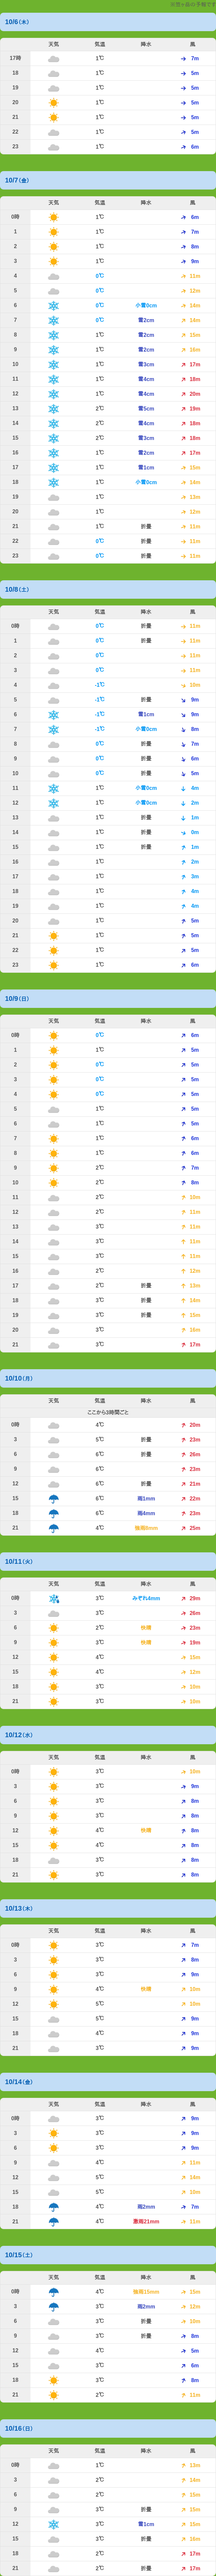 10/6(木)
天気 気温 降水 風
17時 1℃ 7m
18 1℃ 5m
19 1℃ 5m
20 1℃ 5m
21 1℃ 5m
22 1℃ 5m
23 1℃ 6m
10/7(金)
天気 気温 降水 風
0時 1℃ 6m
1 1℃ 7m
2 1℃ 8m
3 1℃ 9m
4 0℃ 11m
5 0℃ 12m
6 0℃ 小雪0cm 14m
7 0℃ 雪2cm 14m
8 1℃ 雪2cm 15m
9 1℃ 雪2cm 16m
10 1℃ 雪3cm 17m
11 1℃ 雪4cm 18m
12 1℃ 雪4cm 20m
13 2℃ 雪5cm 19m
14 2℃ 雪4cm 18m
15 2℃ 雪3cm 18m
16 1℃ 雪2cm 17m
17 1℃ 雪1cm 15m
18 1℃ 小雪0cm 14m
19 1℃ 13m
20 1℃ 12m
21 1℃ 折曇 11m
22 0℃ 折曇 11m
23 0℃ 折曇 11m
10/8(土)
天気 気温 降水 風
0時 0℃ 折曇 11m
1 0℃ 折曇 11m
2 0℃ 11m
3 0℃ 11m
4 -1℃ 10m
5 -1℃ 折曇 9m
6 -1℃ 雪1cm 9m
7 -1℃ 小雪0cm 8m
8 0℃ 折曇 7m
9 0℃ 折曇 6m
10 0℃ 折曇 5m
11 1℃ 小雪0cm 4m
12 1℃ 小雪0cm 2m
13 1℃ 折曇 1m
14 1℃ 折曇 0m
15 1℃ 折曇 1m
16 1℃ 2m
17 1℃ 3m
18 1℃ 4m
19 1℃ 4m
20 1℃ 5m
21 1℃ 5m
22 1℃ 5m
23 1℃ 6m
10/9(日)
天気 気温 降水 風
0時 0℃ 6m
1 1℃ 5m
2 0℃ 5m
3 0℃ 5m
4 0℃ 5m
5 1℃ 5m
6 1℃ 5m
7 1℃ 6m
8 1℃ 6m
9 2℃ 7m
10 2℃ 8m
11 2℃ 10m
12 2℃ 11m
13 3℃ 11m
14 3℃ 11m
15 3℃ 11m
16 2℃ 12m
17 2℃ 折曇 13m
18 3℃ 折曇 14m
19 3℃ 折曇 15m
20 3℃ 16m
21 3℃ 17m
10/10(月)
天気 気温 降水 風
ここから3時間ごと
0時 4℃ 20m
3 5℃ 折曇 23m
6 6℃ 折曇 26m
9 6℃ 23m
12 6℃ 折曇 21m
15 6℃ 雨1mm 22m
18 6℃ 雨4mm 23m
21 4℃ 強雨8mm 25m
10/11(火)
天気 気温 降水 風
0時 3℃ みぞれ4mm 29m
3 3℃ 26m
6 2℃ 快晴 23m
9 3℃ 快晴 19m
12 4℃ 15m
15 4℃ 12m
18 3℃ 10m
21 3℃ 10m
10/12(水)
天気 気温 降水 風
0時 3℃ 10m
3 3℃ 9m
6 3℃ 8m
9 3℃ 8m
12 4℃ 快晴 8m
15 4℃ 8m
18 3℃ 8m
21 3℃ 8m
10/13(木)
天気 気温 降水 風
0時 3℃ 7m
3 3℃ 8m
6 3℃ 9m
9 4℃ 快晴 10m
12 5℃ 10m
15 5℃ 9m
18 4℃ 9m
21 3℃ 9m
10/14(金)
天気 気温 降水 風
0時 3℃ 9m
3 3℃ 9m
6 3℃ 9m
9 4℃ 11m
12 5℃ 14m
15 5℃ 10m
18 4℃ 雨2mm 7m
21 4℃ 激雨21mm 11m
10/15(土)
天気 気温 降水 風
0時 4℃ 強雨15mm 15m
3 3℃ 雨2mm 12m
6 3℃ 折曇 10m
9 3℃ 折曇 8m
12 4℃ 5m
15 3℃ 6m
18 3℃ 8m
21 2℃ 11m
10/16(日)
天気 気温 降水 風
0時 1℃ 13m
3 2℃ 14m
6 2℃ 15m
9 3℃ 折曇 15m
12 3℃ 雪1cm 15m
15 3℃ 折曇 16m
18 2℃ 17m
21 2℃ 折曇 17m